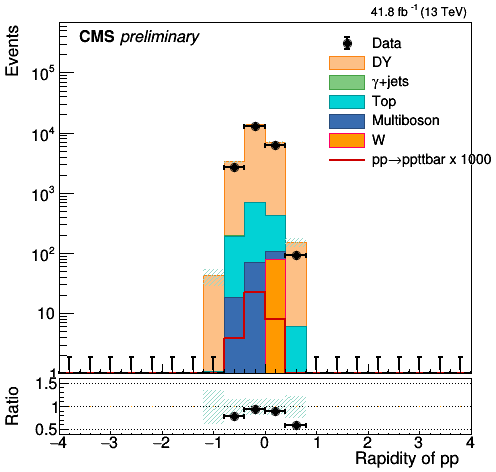 41.8 fb⁻¹ (13 TeV)
CMS preliminary
Events
Data
DY
γ+jets
Top
Multiboson
W
pp→ppttbar x 1000
10⁵
10⁴
10³
10²
10
1
Ratio
1.5
1
0.5
−4 −3 −2 −1 0 1 2 3 4
Rapidity of pp